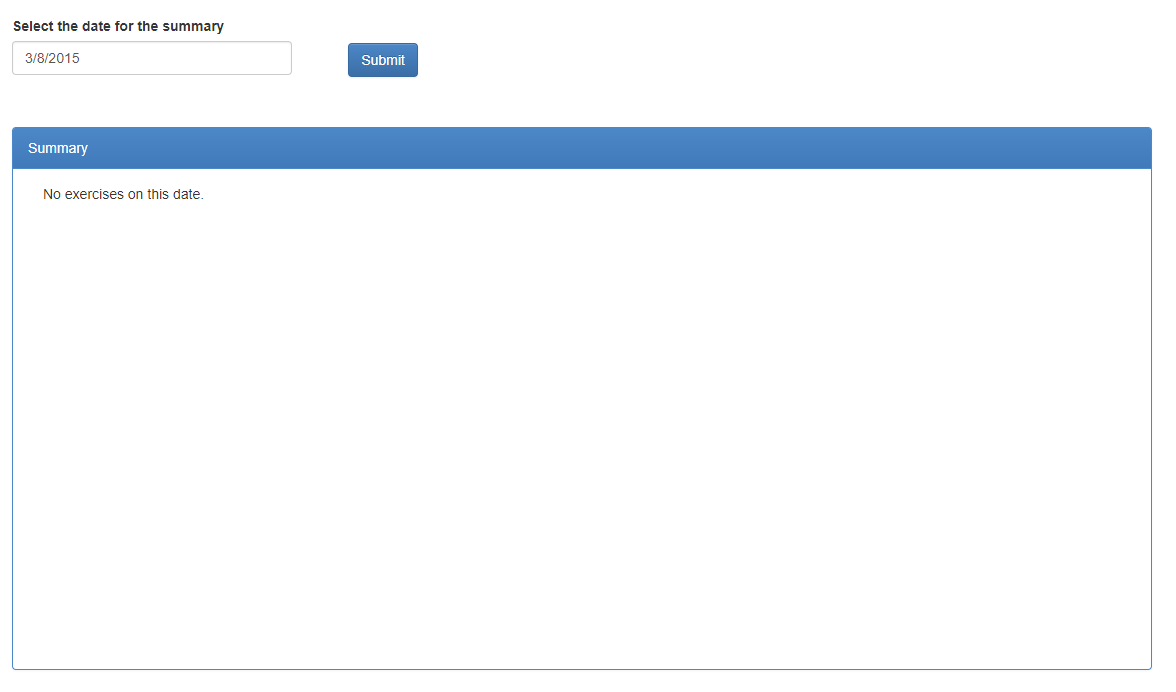 Select the date for the summary
3/8/2015
Submit
Summary
No exercises on this date.